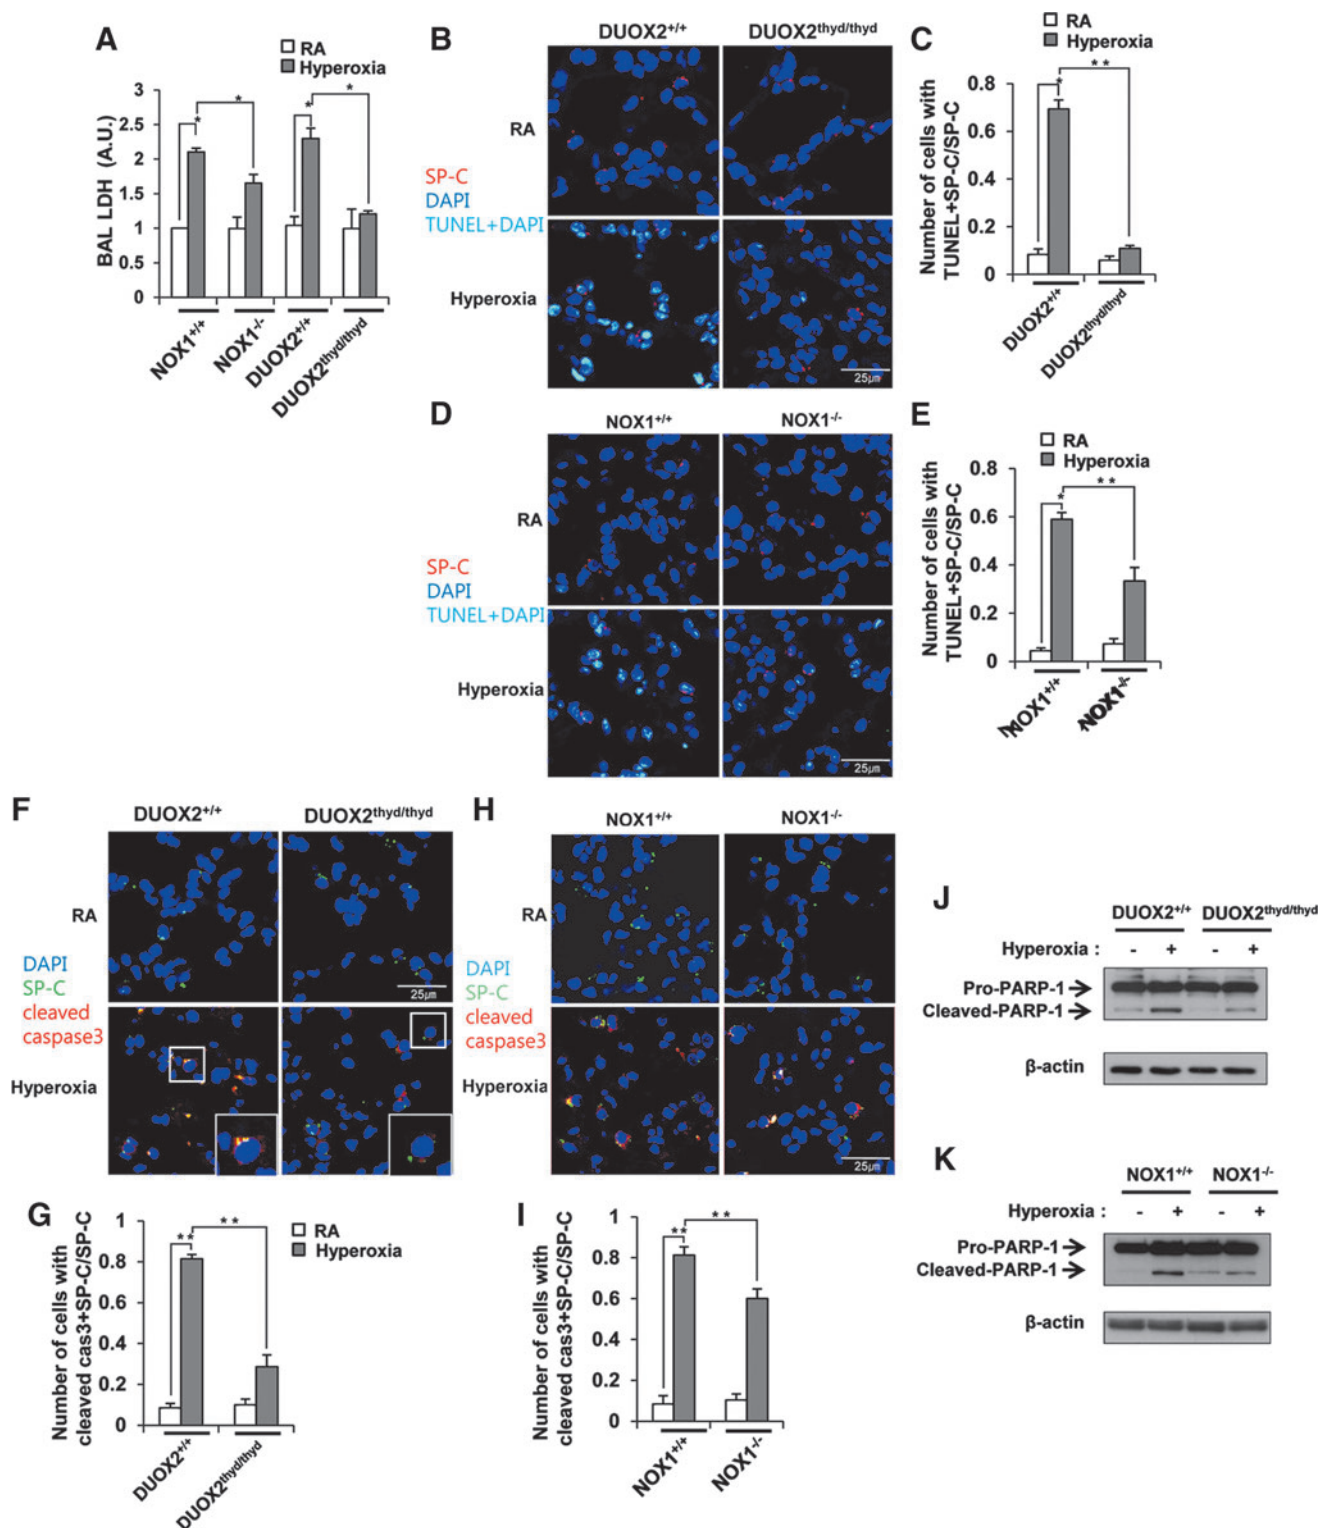 A
RA
Hyperoxia
BAL LDH (A.U.)
3
2.5
2
1.5
1
0.5
0
*
*
*
*
NOX1+/+
NOX1-/-
DUOX2+/+
DUOX2thyd/thyd
B
DUOX2+/+
DUOX2thyd/thyd
RA
SP-C
DAPI
TUNEL+DAPI
Hyperoxia
25㎛
C
RA
Hyperoxia
Number of cells with
TUNEL+SP-C/SP-C
0.8
0.6
0.4
0.2
0
*
**
DUOX2+/+
DUOX2thyd/thyd
D
NOX1+/+
NOX1-/-
RA
SP-C
DAPI
TUNEL+DAPI
Hyperoxia
25㎛
E
RA
Hyperoxia
Number of cells with
TUNEL+SP-C/SP-C
0.8
0.6
0.4
0.2
0
*
**
NOX1+/+
NOX1-/-
F
DUOX2+/+
DUOX2thyd/thyd
RA
25㎛
DAPI
SP-C
cleaved
caspase3
Hyperoxia
G
RA
Hyperoxia
Number of cells with
cleaved cas3+SP-C/SP-C
1
0.8
0.6
0.4
0.2
0
**
**
DUOX2+/+
DUOX2thyd/thyd
H
NOX1+/+
NOX1-/-
RA
DAPI
SP-C
cleaved
caspase3
Hyperoxia
25㎛
I
Number of cells with
cleaved cas3+SP-C/SP-C
1
0.8
0.6
0.4
0.2
0
**
**
NOX1+/+
NOX1-/-
J
DUOX2+/+ DUOX2thyd/thyd
Hyperoxia : - + - +
Pro-PARP-1
Cleaved-PARP-1
β-actin
K
NOX1+/+ NOX1-/-
Hyperoxia : - + - +
Pro-PARP-1
Cleaved-PARP-1
β-actin